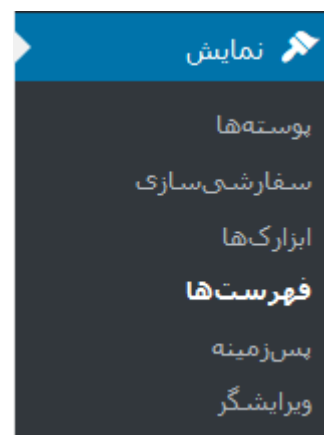 نمایش
پوسته‌ها
سفارشی‌سازی
ابزارک‌ها
فهرست‌ها
پس‌زمینه
ویرایشگر